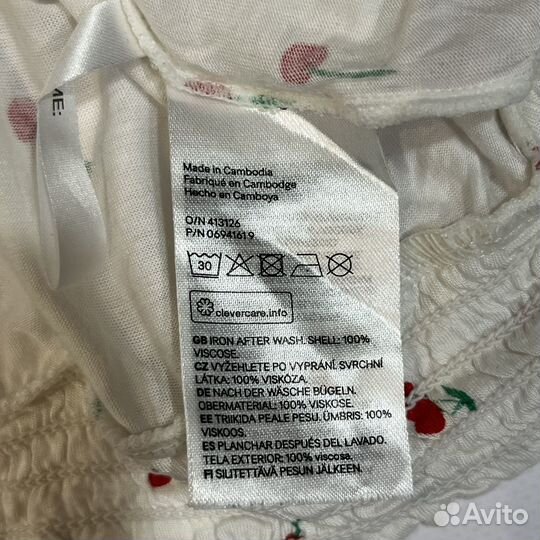 ME:
Made in Cambodia
Fabriqué en Cambodge
Hecho en Camboya
O/N 413126
P/N 06941619
30
clevercare.info
GB IRON AFTER WASH. SHELL: 100%
VISCOSE.
CZ VYŽEHLETE PO VYPRÁNÍ. SVRCHNÍ
LÁTKA: 100% VISKÓZA.
DE NACH DER WÄSCHE BÜGELN.
OBERMATERIAL: 100% VISKOSE.
EE TRIIKIDA PEALE PESU. ÜMBRIS: 100%
VISKOOS.
ES PLANCHAR DESPUÉS DEL LAVADO.
TELA EXTERIOR: 100% viscosa.
FI SILITETTÄVÄ PESUN JÄLKEEN.
Avito